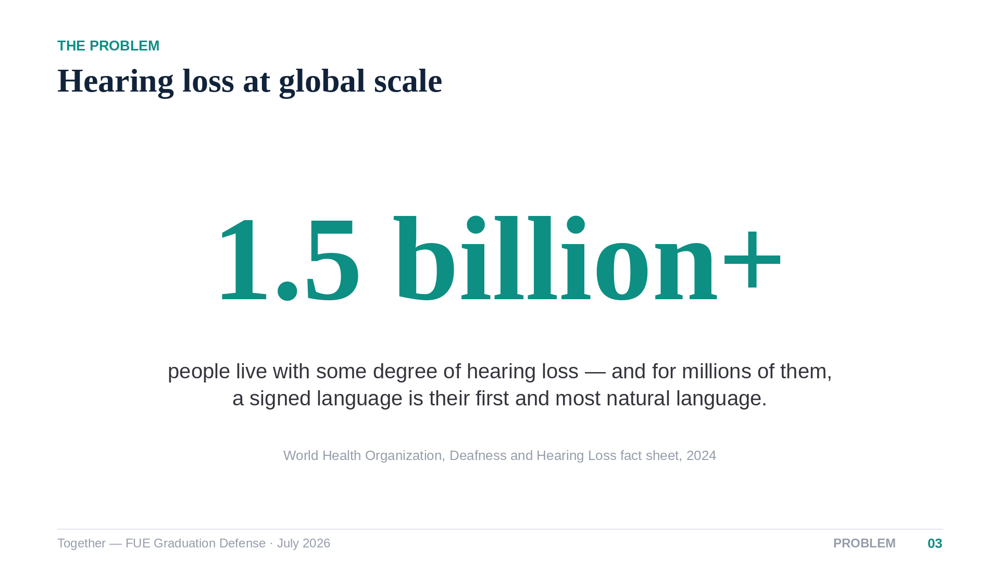 THE PROBLEM
Hearing loss at global scale
1.5 billion+
people live with some degree of hearing loss — and for millions of them,
a signed language is their first and most natural language.
World Health Organization, Deafness and Hearing Loss fact sheet, 2024
Together — FUE Graduation Defense · July 2026
PROBLEM
03